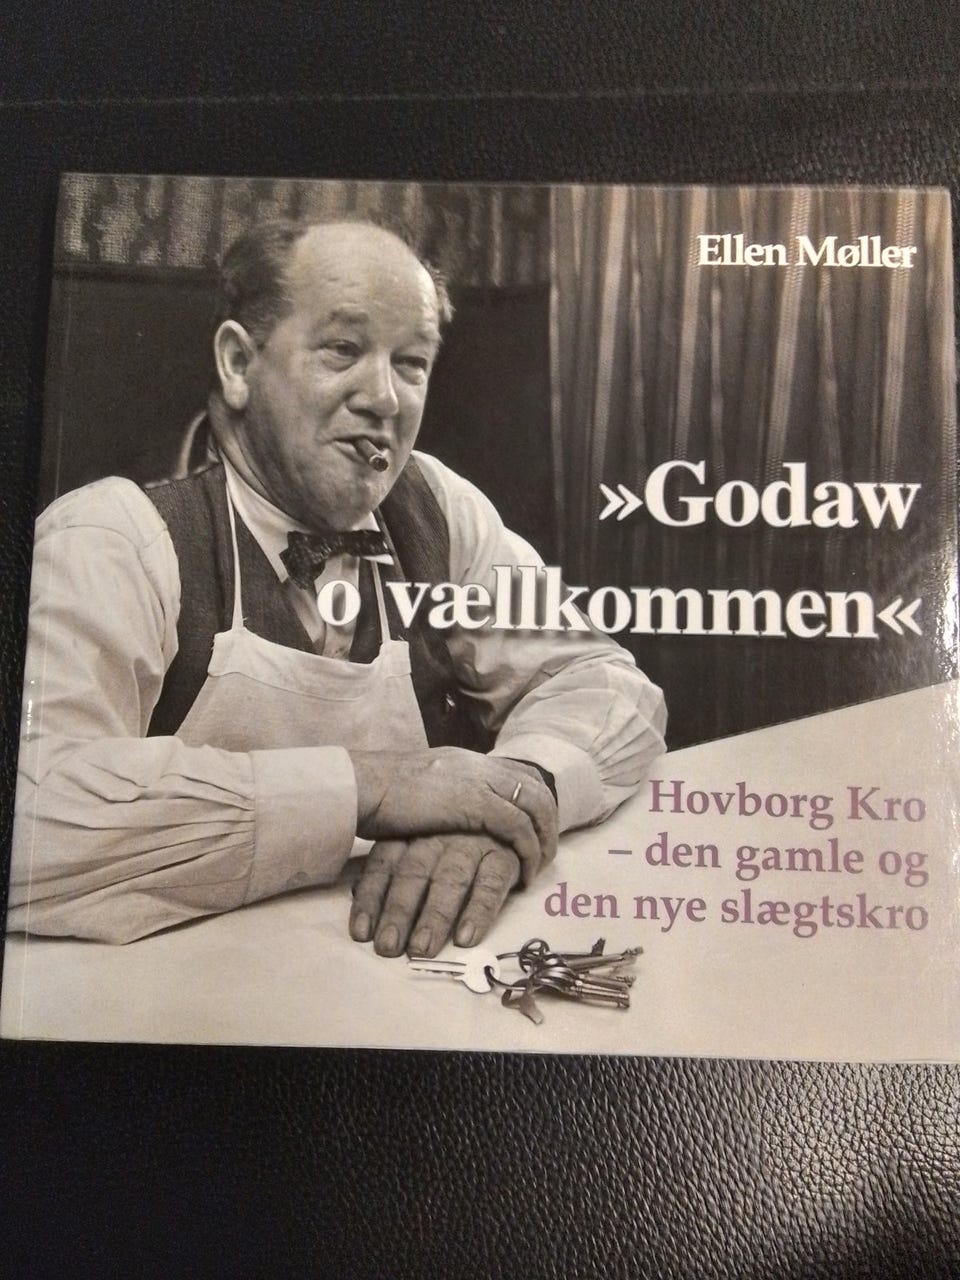 Ellen Møller
»Godaw
o vællkommen«
Hovborg Kro
– den gamle og
den nye slægtskro